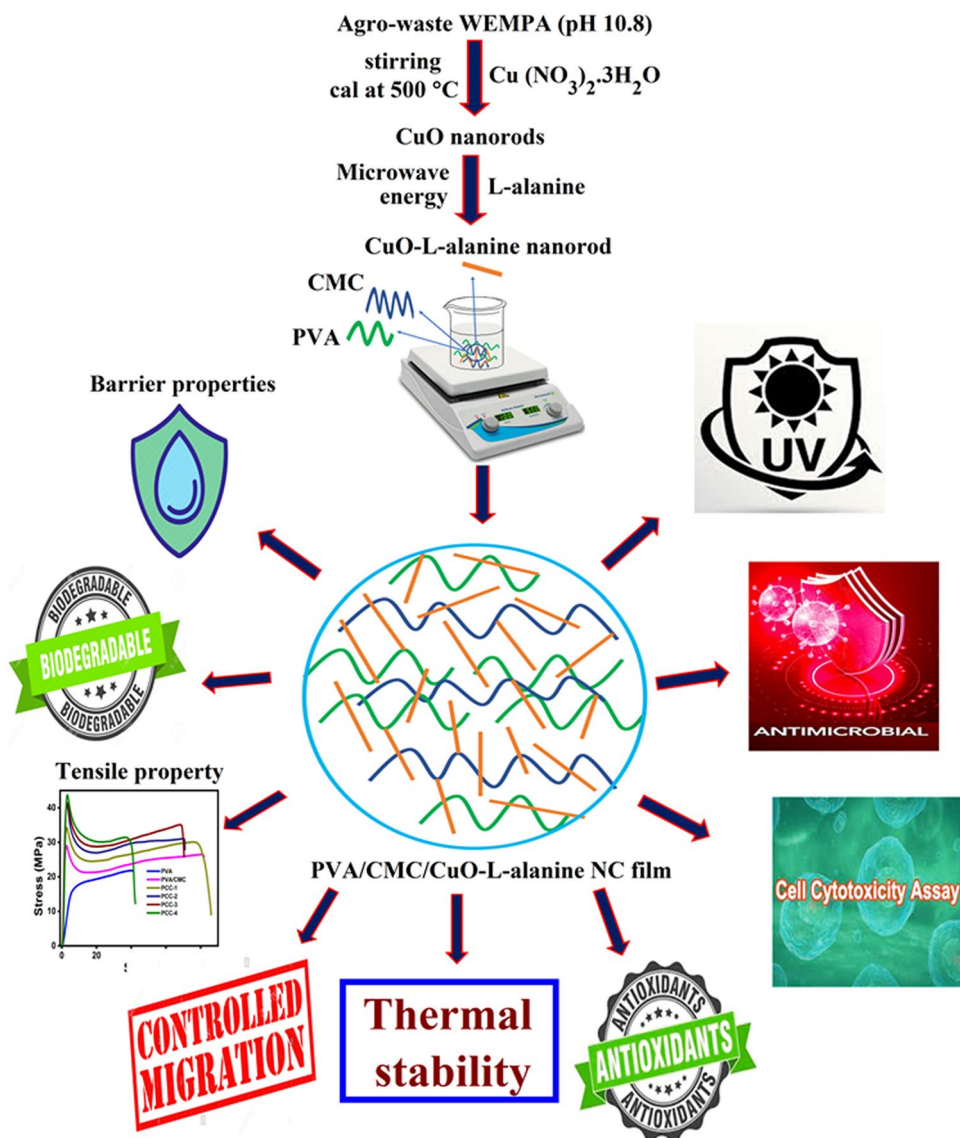 Agro-waste WEMPA (pH 10.8)
stirring
cal at 500 °C
Cu (NO₃)₂.3H₂O
CuO nanorods
Microwave
energy
L-alanine
CuO-L-alanine nanorod
CMC
PVA
Barrier properties
UV
BIODEGRADABLE
BIODEGRADABLE
BIODEGRADABLE
ANTIMICROBIAL
Tensile property
Stress (MPa)
40
30
20
10
0
0
20
PVA
PVA/CMC
PCC-1
PCC-2
PCC-3
PCC-4
PVA/CMC/CuO-L-alanine NC film
Cell Cytotoxicity Assay
CONTROLLED
MIGRATION
Thermal
stability
ANTIOXIDANTS
ANTIOXIDANTS
ANTIOXIDANTS